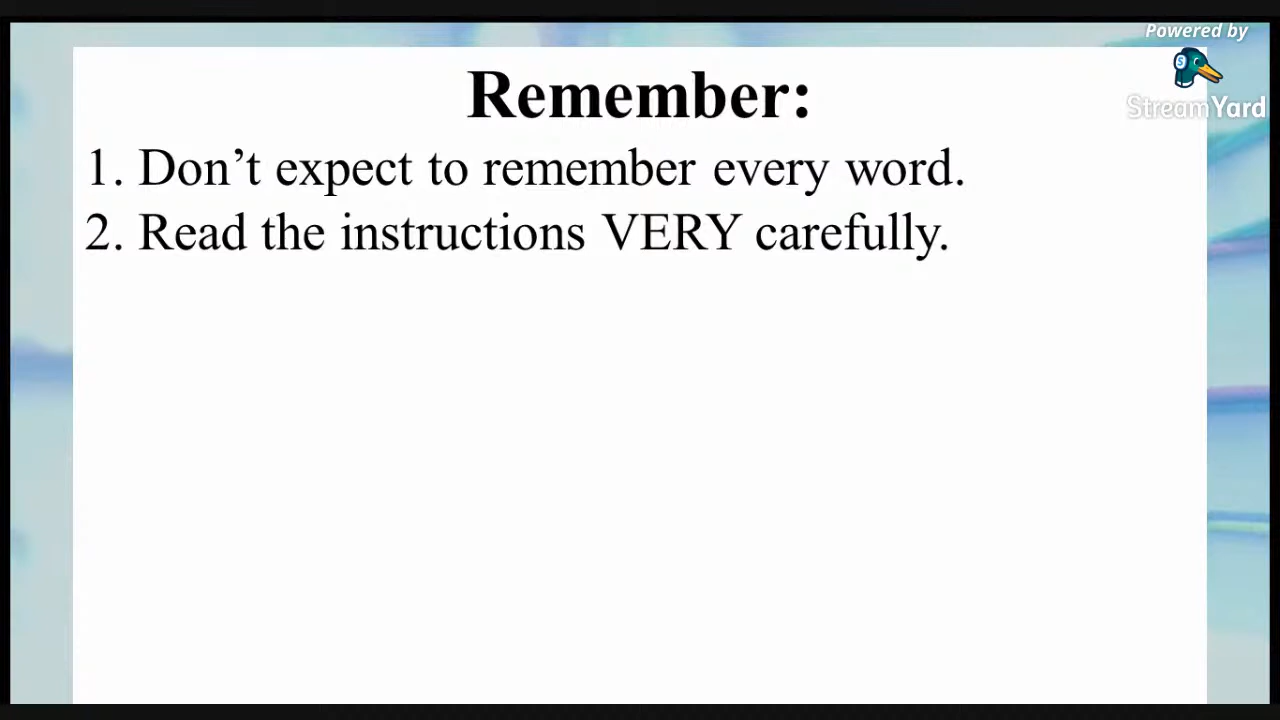 Powered by
StreamYard
Remember:
1. Don’t expect to remember every word.
2. Read the instructions VERY carefully.